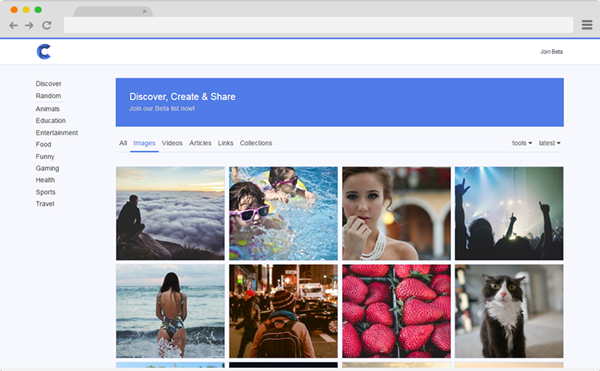 Join Beta
Discover
Random
Animals
Education
Entertainment
Food
Funny
Gaming
Health
Sports
Travel
Discover, Create & Share
Join our Beta list now!
All Images Videos Articles Links Collections tools latest